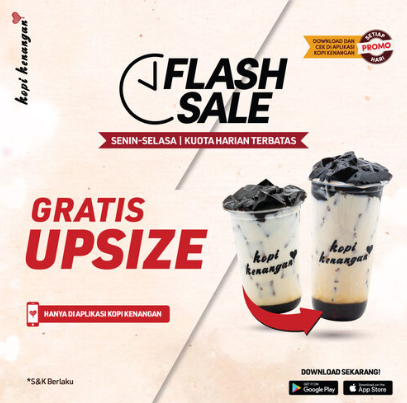 kopi kenangan
DOWNLOAD DAN
CEK DI APLIKASI
KOPI KENANGAN
SETIAP
PROMO
HARI
FLASH
SALE
SENIN-SELASA | KUOTA HARIAN TERBATAS
GRATIS
UPSIZE
kopi
kenangan
kopi
kenangan
HANYA DI APLIKASI KOPI KENANGAN
DOWNLOAD SEKARANG!
*S&K Berlaku
GET IT ON
Google Play
Download on the
App Store